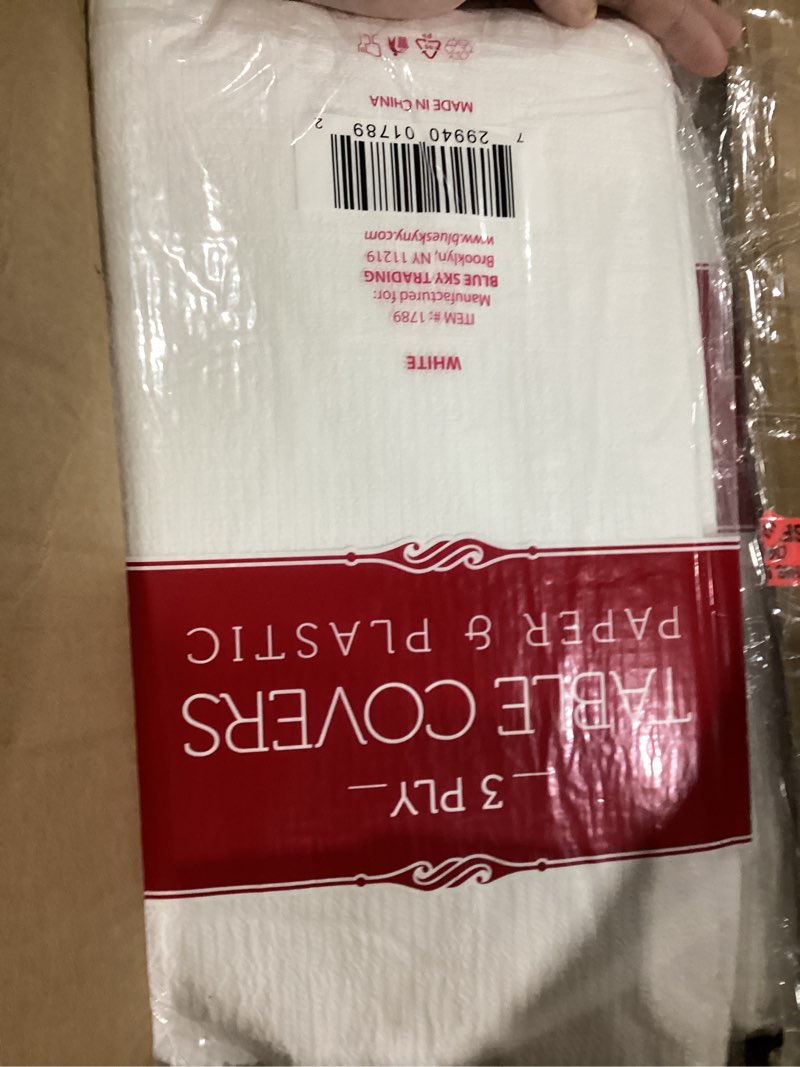 3 PLY
TABLE COVERS
PAPER & PLASTIC
WHITE
ITEM #: 1789
Manufactured for:
BLUE SKY TRADING
Brooklyn, NY 11219
www.blueskyny.com
7 29940 01789 2
MADE IN CHINA